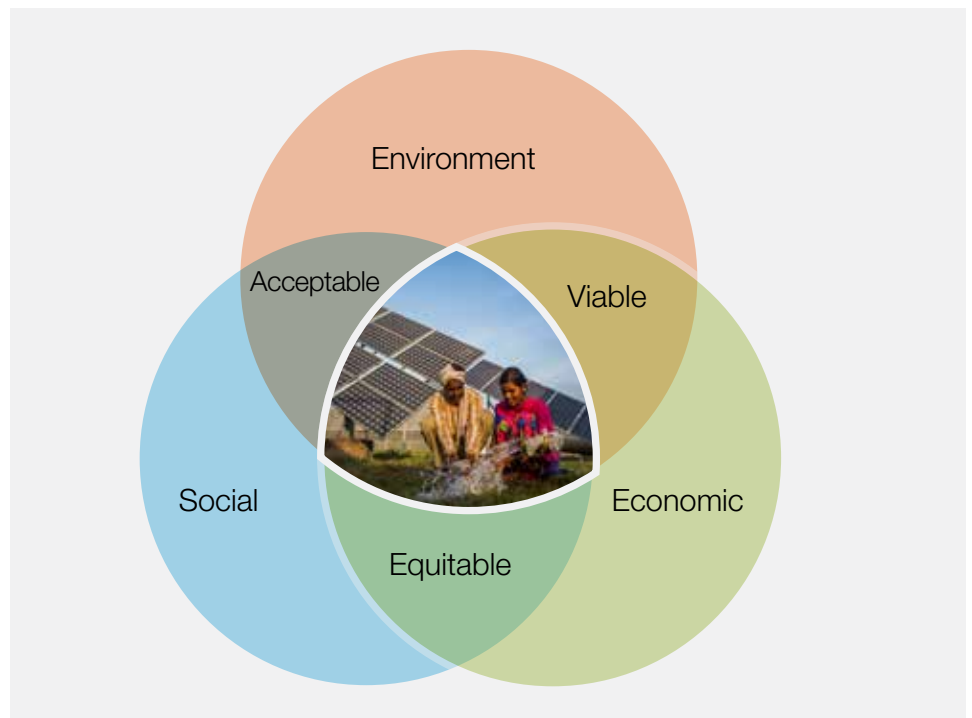 Environment
Acceptable
Viable
Social
Economic
Equitable